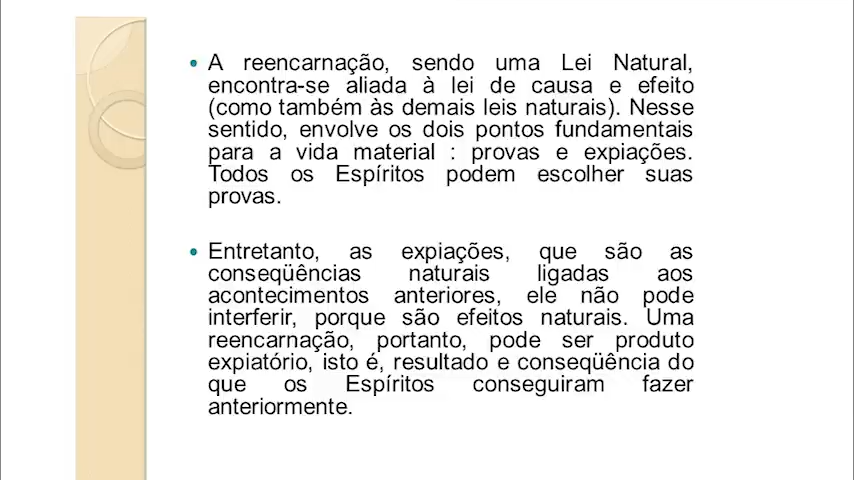 • A reencarnação, sendo uma Lei Natural,
encontra-se aliada à lei de causa e efeito
(como também às demais leis naturais). Nesse
sentido, envolve os dois pontos fundamentais
para a vida material : provas e expiações.
Todos os Espíritos podem escolher suas
provas.
• Entretanto, as expiações, que são as
conseqüências naturais ligadas aos
acontecimentos anteriores, ele não pode
interferir, porque são efeitos naturais. Uma
reencarnação, portanto, pode ser produto
expiatório, isto é, resultado e conseqüência do
que os Espíritos conseguiram fazer
anteriormente.